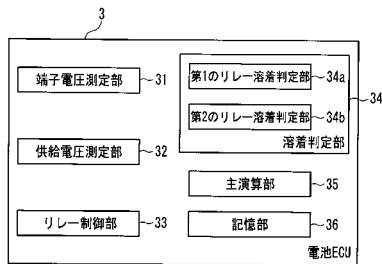 3
端子電圧測定部 31
供給電圧測定部 32
リレー制御部 33
第1のリレー溶着判定部 34a
第2のリレー溶着判定部 34b
溶着判定部
34
主演算部 35
記憶部 36
電池ECU